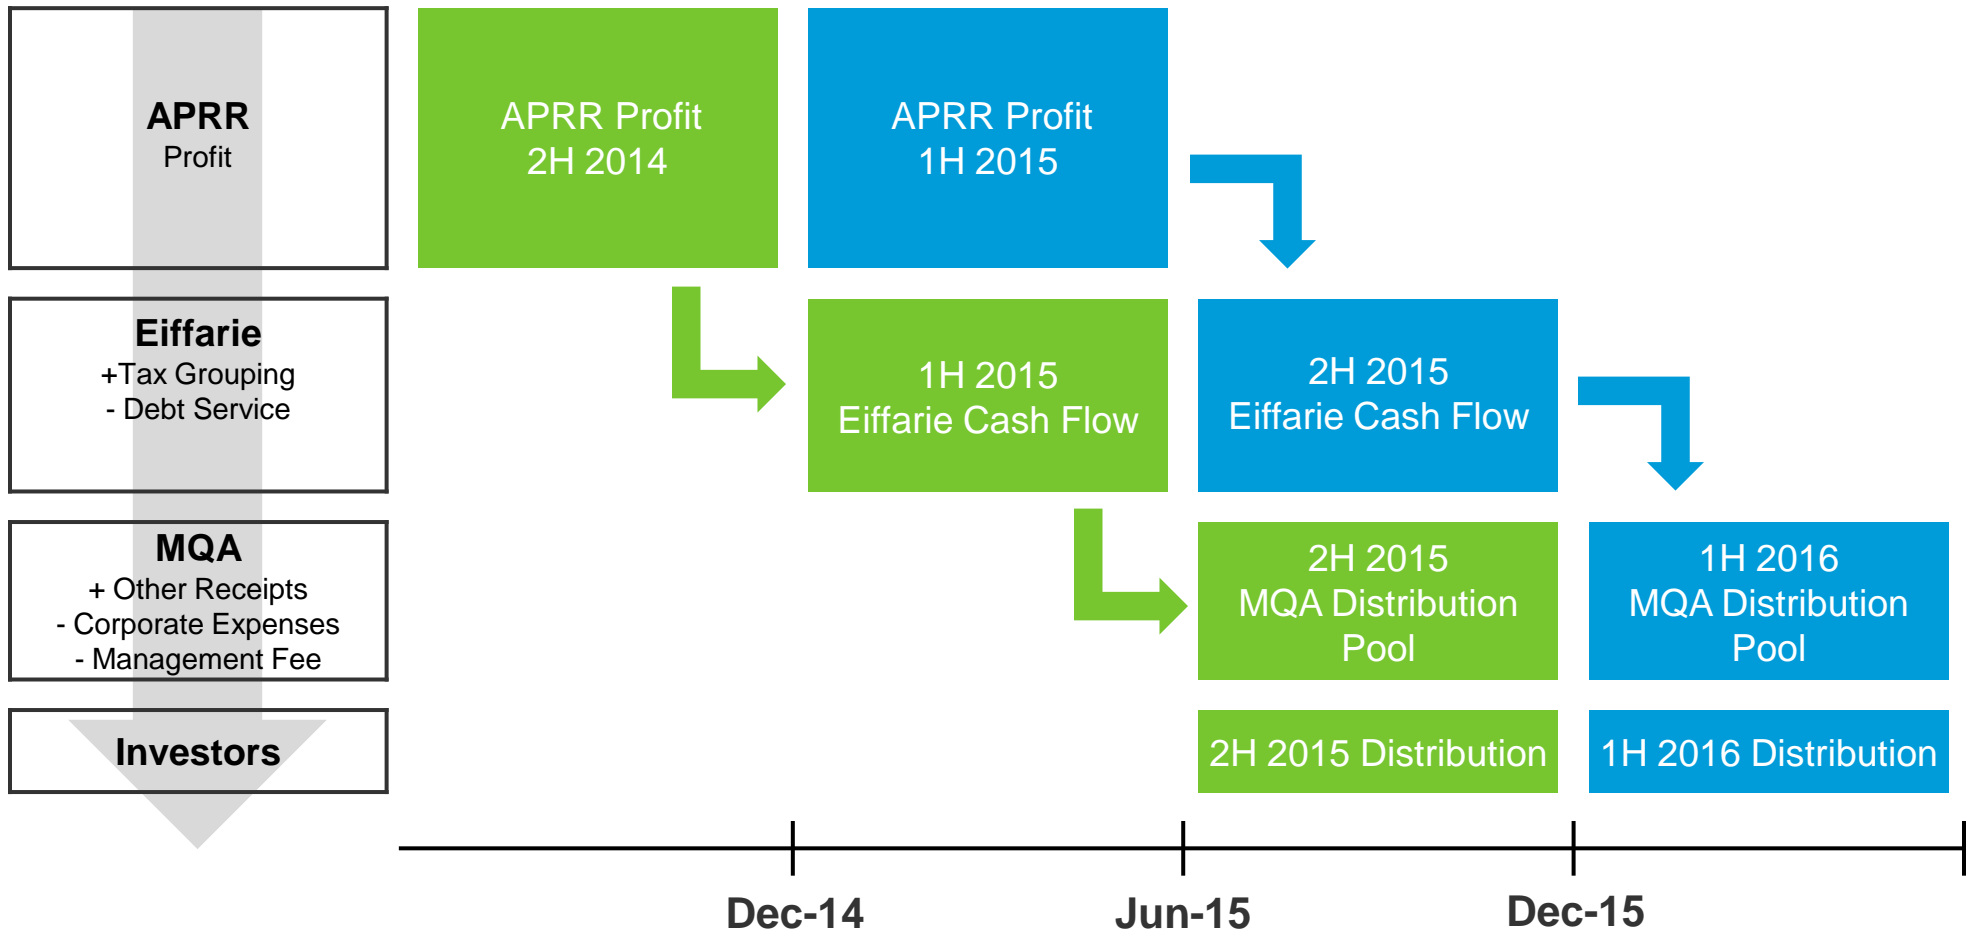 APRR
Profit
APRR Profit
2H 2014
APRR Profit
1H 2015
Eiffarie
+Tax Grouping
- Debt Service
1H 2015
Eiffarie Cash Flow
2H 2015
Eiffarie Cash Flow
MQA
+ Other Receipts
- Corporate Expenses
- Management Fee
2H 2015
MQA Distribution
Pool
1H 2016
MQA Distribution
Pool
Investors
2H 2015 Distribution
1H 2016 Distribution
Dec-14
Jun-15
Dec-15